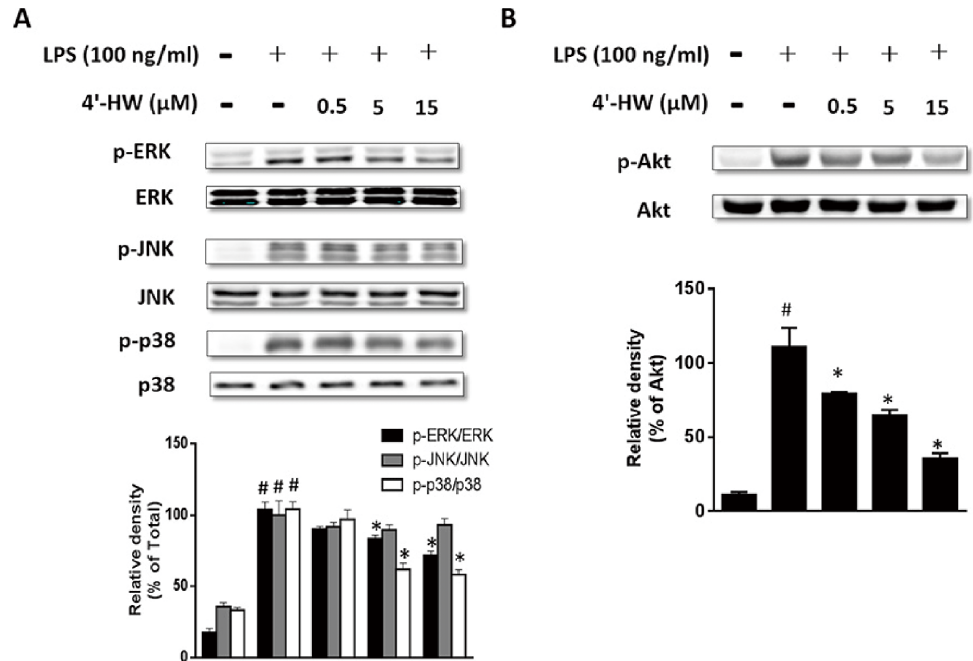 A
LPS (100 ng/ml) - + + + +
4'-HW (μM) - - 0.5 5 15
p-ERK
ERK
p-JNK
JNK
p-p38
p38
150
100
50
0
Relative density
(% of Total)
p-ERK/ERK
p-JNK/JNK
p-p38/p38
# # #
* *
* *
B
LPS (100 ng/ml) - + + + +
4'-HW (μM) - - 0.5 5 15
p-Akt
Akt
150
100
50
0
Relative density
(% of Akt)
#
*
*
*